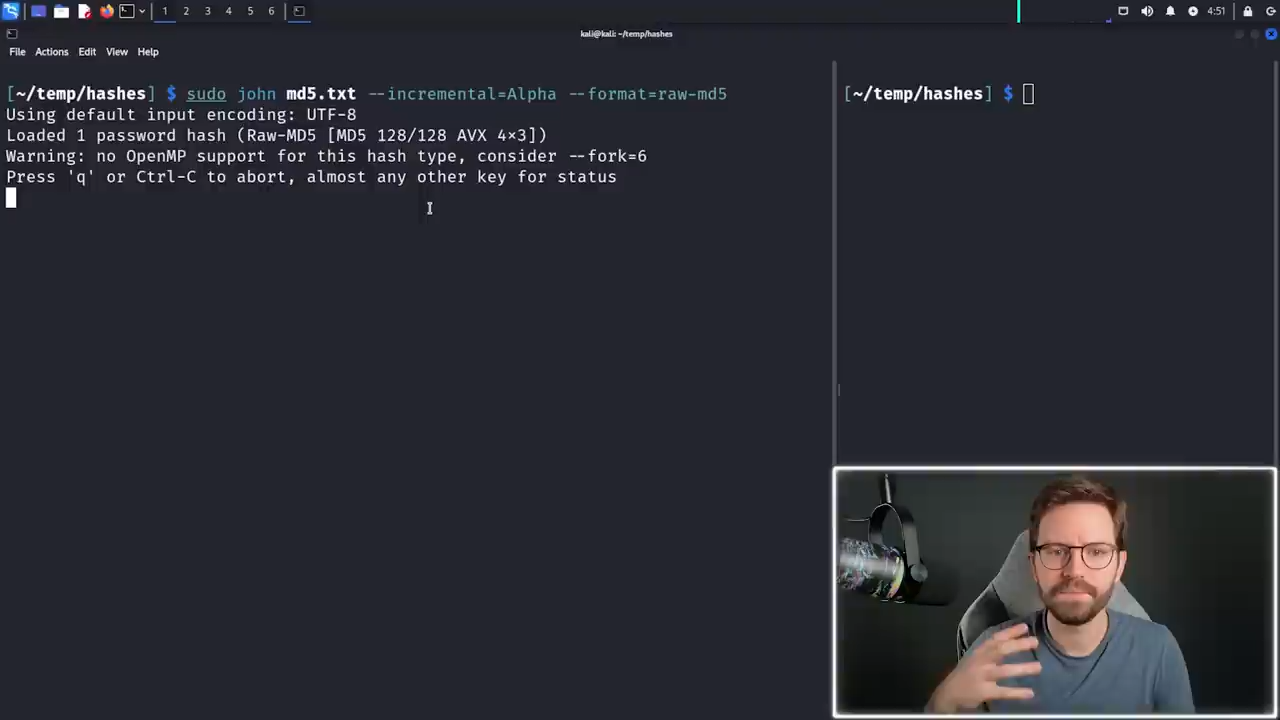 1 2 3 4 5 6
4:51
kali@kali: ~/temp/hashes
File Actions Edit View Help
[~/temp/hashes] $ sudo john md5.txt --incremental=Alpha --format=raw-md5
Using default input encoding: UTF-8
Loaded 1 password hash (Raw-MD5 [MD5 128/128 AVX 4×3])
Warning: no OpenMP support for this hash type, consider --fork=6
Press 'q' or Ctrl-C to abort, almost any other key for status
[~/temp/hashes] $